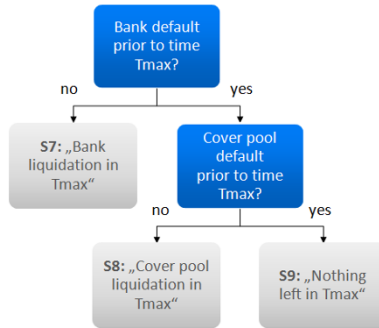 Bank default
prior to time
Tmax?
no
yes
S7: „Bank
liquidation in
Tmax“
Cover pool
default
prior to time
Tmax?
no
yes
S8: „Cover pool
liquidation in
Tmax“
S9: „Nothing
left in Tmax“